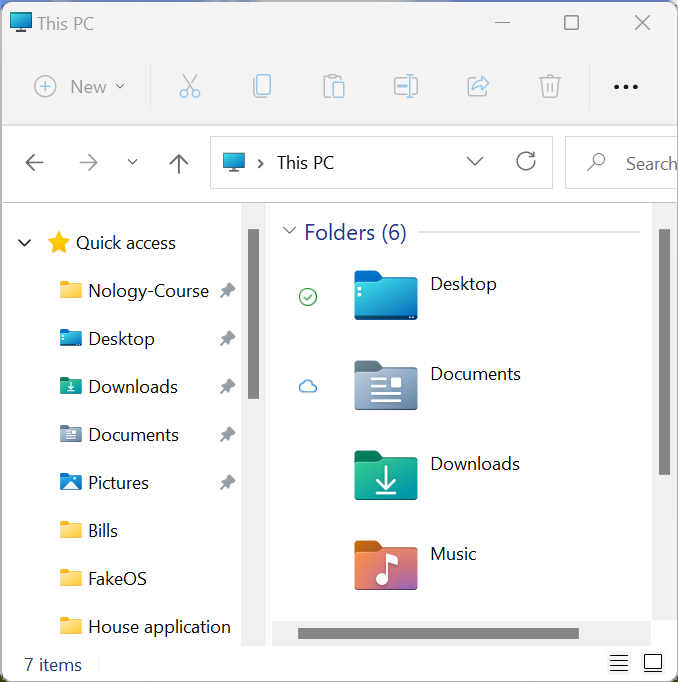 This PC
New
This PC
Search
Quick access
Nology-Course
Desktop
Downloads
Documents
Pictures
Bills
FakeOS
House application
Folders (6)
Desktop
Documents
Downloads
Music
7 items